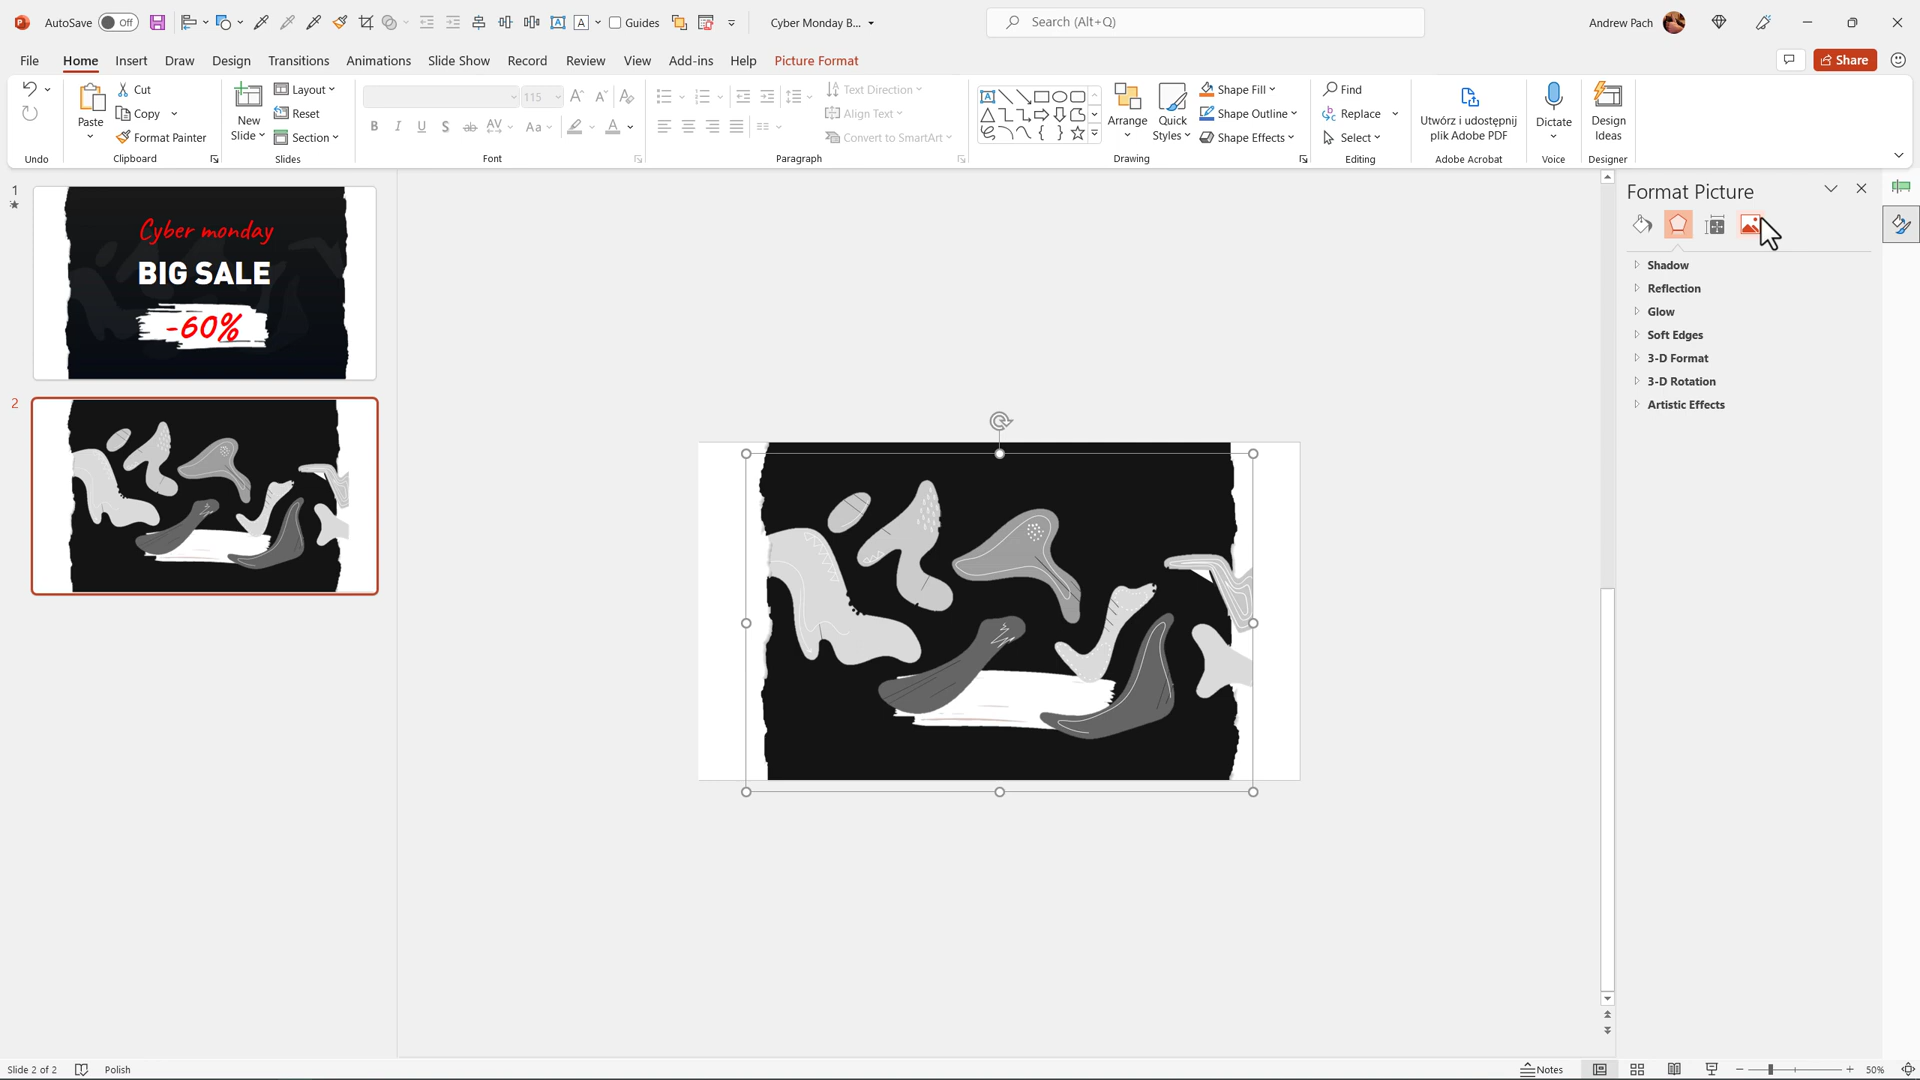 AutoSave Off Guides Cyber Monday B... Search (Alt+Q) Andrew Pach
File Home Insert Draw Design Transitions Animations Slide Show Record Review View Add-ins Help Picture Format Share
Undo
Paste Cut Copy Format Painter
Clipboard
New Slide Layout Reset Section
Slides
115
B I U S ab AV Aa A
Font
Text Direction
Align Text
Convert to SmartArt
Paragraph
Arrange Quick Styles
Shape Fill
Shape Outline
Shape Effects
Drawing
Find
Replace
Select
Editing
Utwórz i udostępnij plik Adobe PDF
Adobe Acrobat
Dictate
Voice
Design Ideas
Designer
1
Cyber monday
BIG SALE
-60%
2
Format Picture
Shadow
Reflection
Glow
Soft Edges
3-D Format
3-D Rotation
Artistic Effects
Slide 2 of 2 Polish Notes 50%